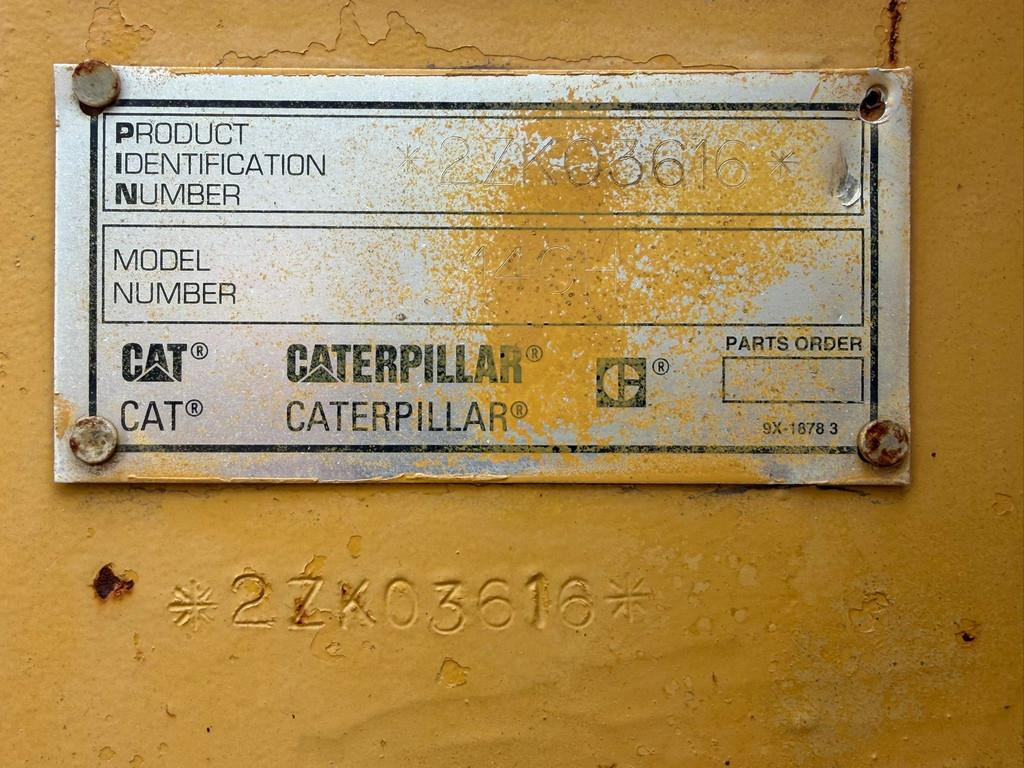 PRODUCT
IDENTIFICATION
NUMBER
*2ZK03616*
MODEL
NUMBER
CAT®
CATERPILLAR®
®
PARTS ORDER
CAT®
CATERPILLAR®
9X-1878 3
*2ZK03616*